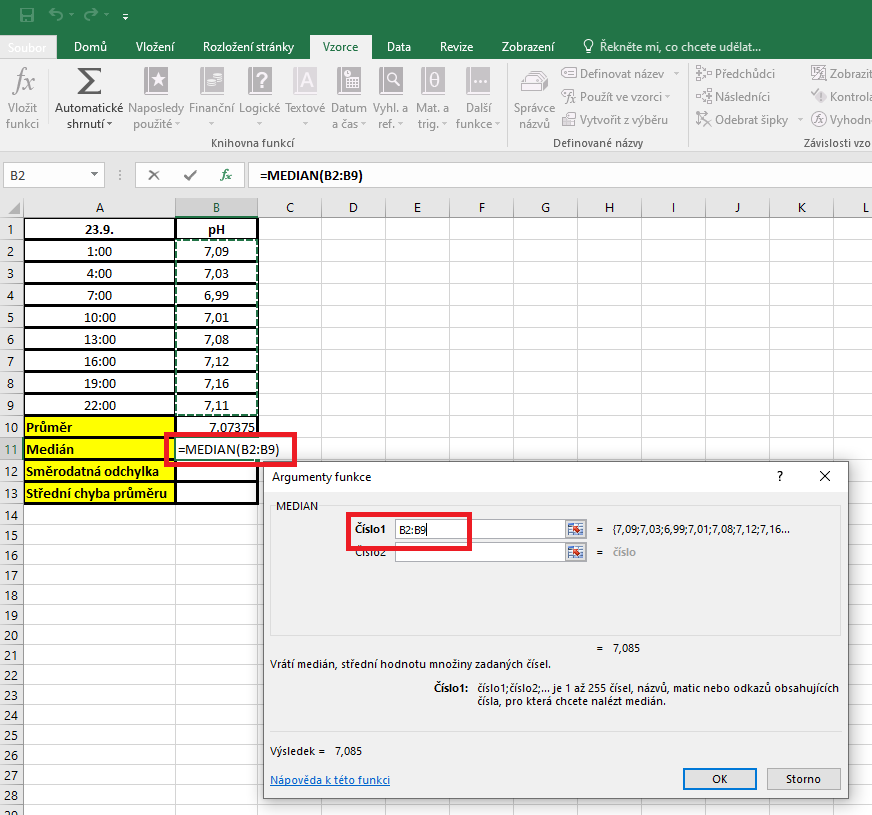 Soubor Domů Vložení Rozložení stránky Vzorce Data Revize Zobrazení Řekněte mi, co chcete udělat...
fx Σ
Vložit funkci
Automatické shrnutí
Naposledy použité
Finanční
Logické
Textové
Datum a čas
Vyhl. a ref.
Mat. a trig.
Další funkce
Knihovna funkcí
Správce názvů
Definovat název
Použít ve vzorci
Vytvořit z výběru
Definované názvy
Předchůdci
Následníci
Odebrat šipky
Zobrazit
Kontrola
Vyhodno
Závislosti vzo
B2 fx =MEDIAN(B2:B9)
A B C D E F G H I J K L
1 23.9. pH
2 1:00 7,09
3 4:00 7,03
4 7:00 6,99
5 10:00 7,01
6 13:00 7,08
7 16:00 7,12
8 19:00 7,16
9 22:00 7,11
10 Průměr 7,07375
11 Medián =MEDIAN(B2:B9)
12 Směrodatná odchylka
13 Střední chyba průměru
14
15
16
17
18
19
20
21
22
23
24
25
26
27
28
29
Argumenty funkce ?
MEDIAN
Číslo1 B2:B9 = {7,09;7,03;6,99;7,01;7,08;7,12;7,16...
Číslo2 = číslo
= 7,085
Vrátí medián, střední hodnotu množiny zadaných čísel.
Číslo1: číslo1;číslo2;... je 1 až 255 čísel, názvů, matic nebo odkazů obsahujících
čísla, pro která chcete nalézt medián.
Výsledek = 7,085
Nápověda k této funkci
OK Storno